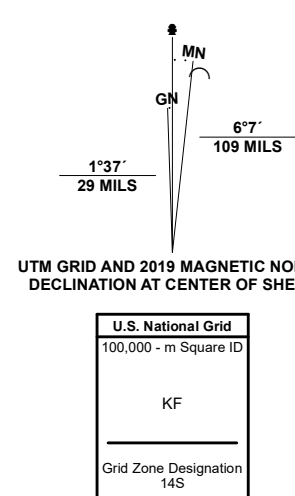 MN
GN
6°7´
109 MILS
1°37´
29 MILS
UTM GRID AND 2019 MAGNETIC NO
DECLINATION AT CENTER OF SHE
U.S. National Grid
100,000 - m Square ID
KF
Grid Zone Designation
14S